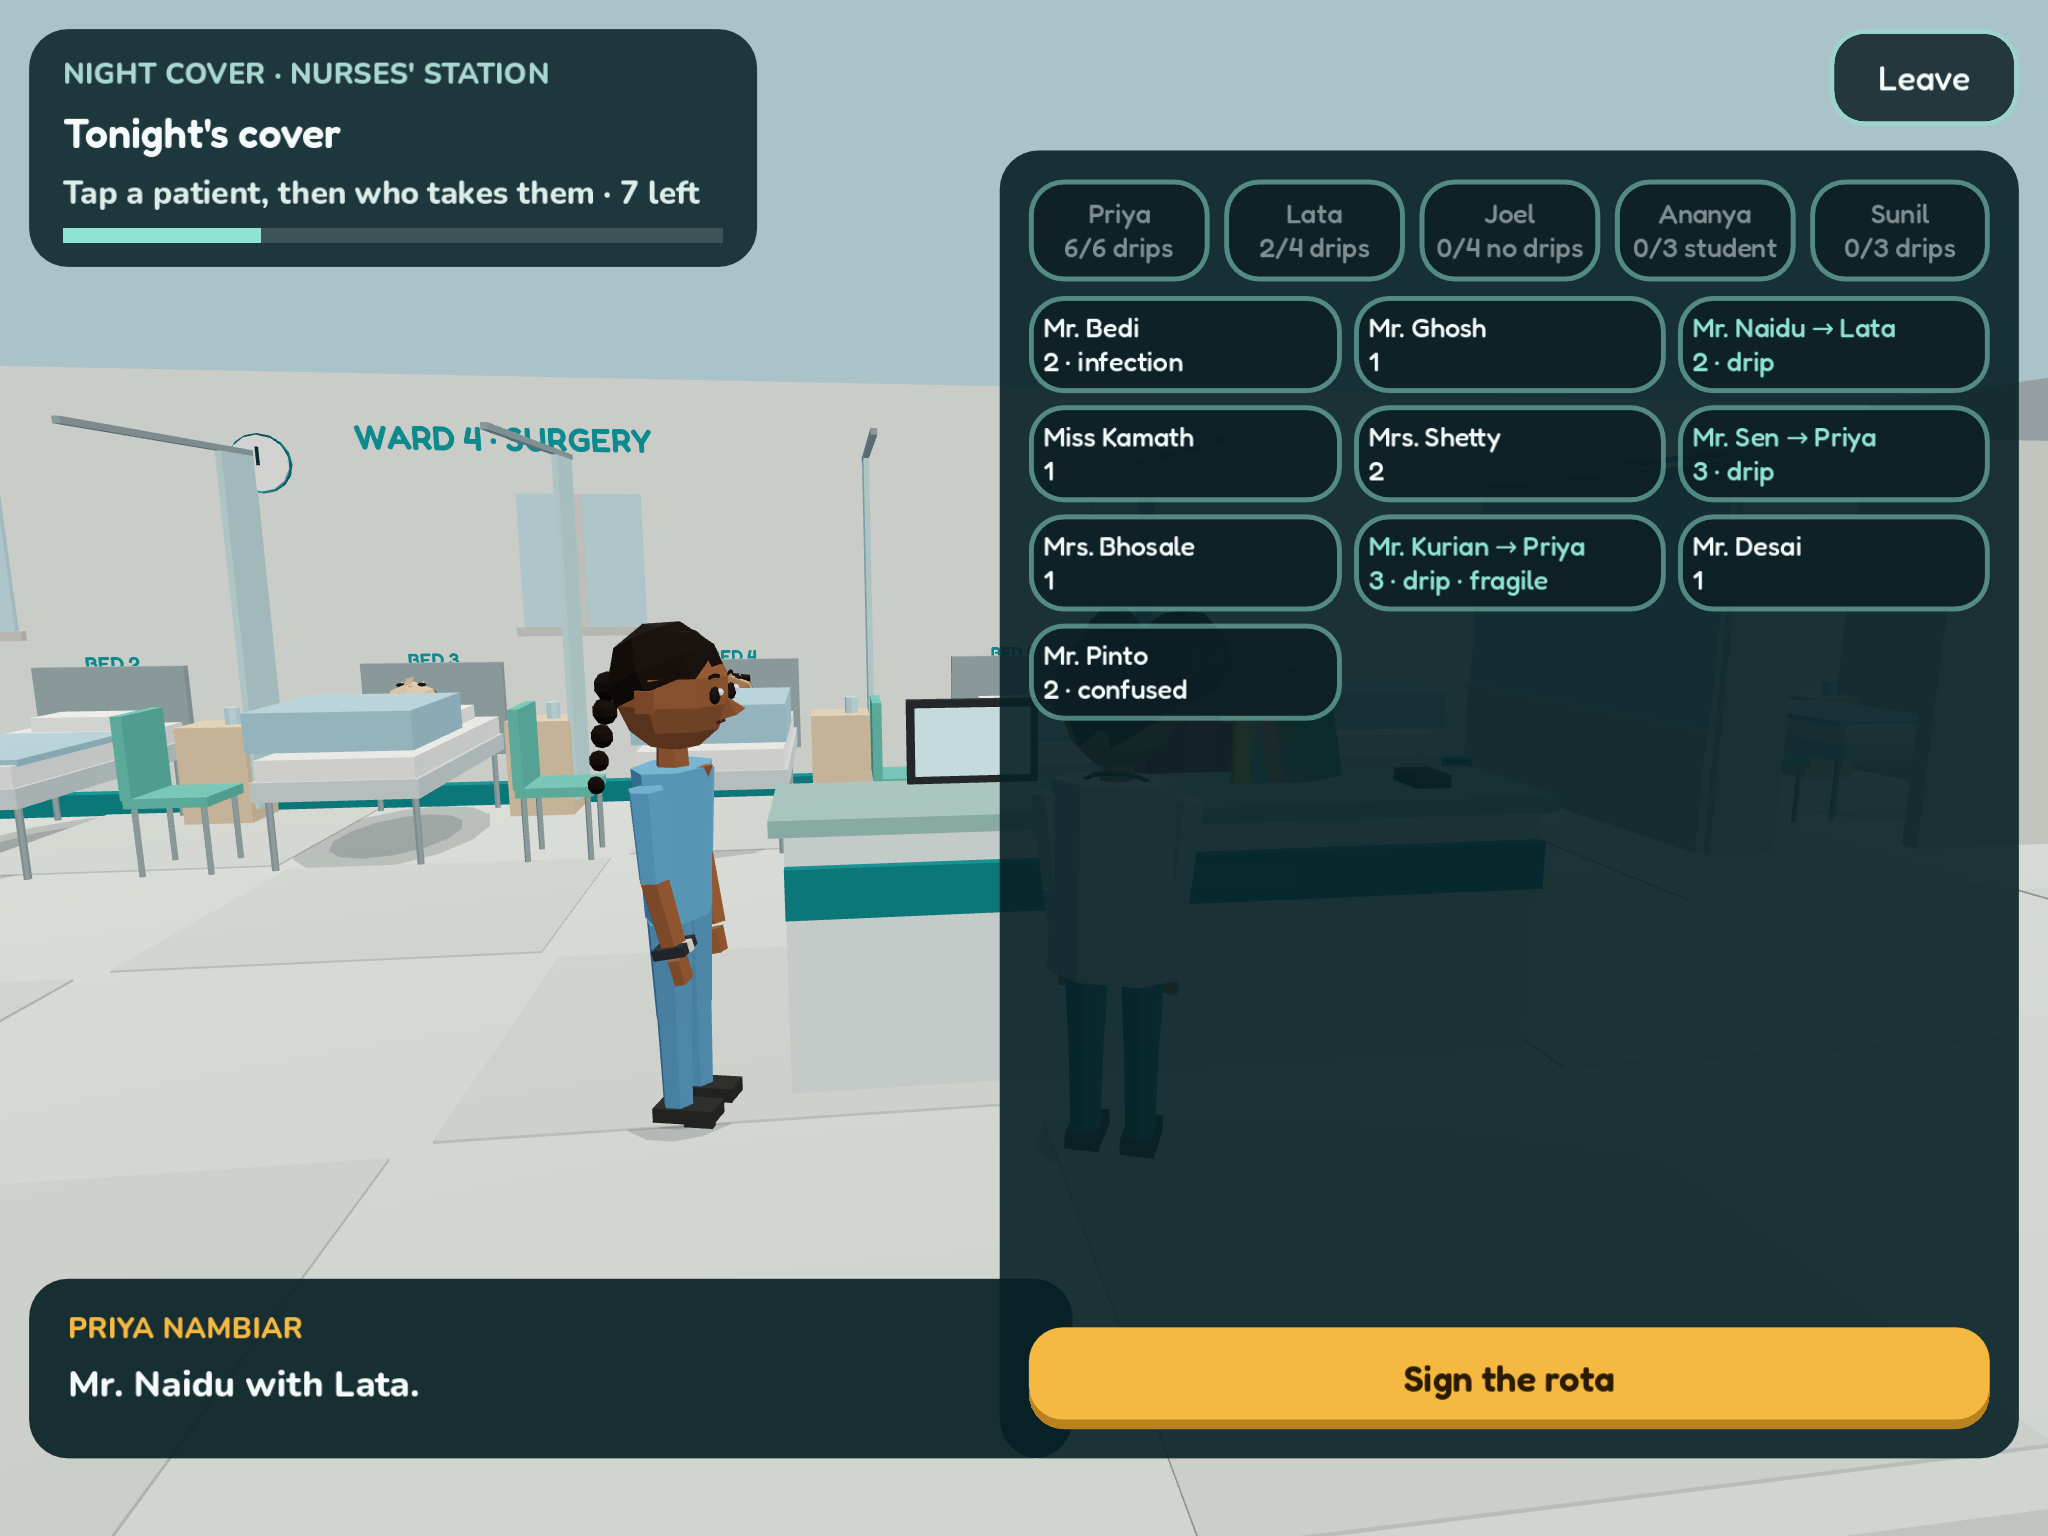 NIGHT COVER · NURSES' STATION
Tonight's cover
Tap a patient, then who takes them · 7 left
Leave
Priya
6/6 drips
Lata
2/4 drips
Joel
0/4 no drips
Ananya
0/3 student
Sunil
0/3 drips
Mr. Bedi
2 · infection
Mr. Ghosh
1
Mr. Naidu → Lata
2 · drip
Miss Kamath
1
Mrs. Shetty
2
Mr. Sen → Priya
3 · drip
Mrs. Bhosale
1
Mr. Kurian → Priya
3 · drip · fragile
Mr. Desai
1
Mr. Pinto
2 · confused
WARD 4 · SURGERY
BED 2
BED 3
ED 4
BED
PRIYA NAMBIAR
Mr. Naidu with Lata.
Sign the rota